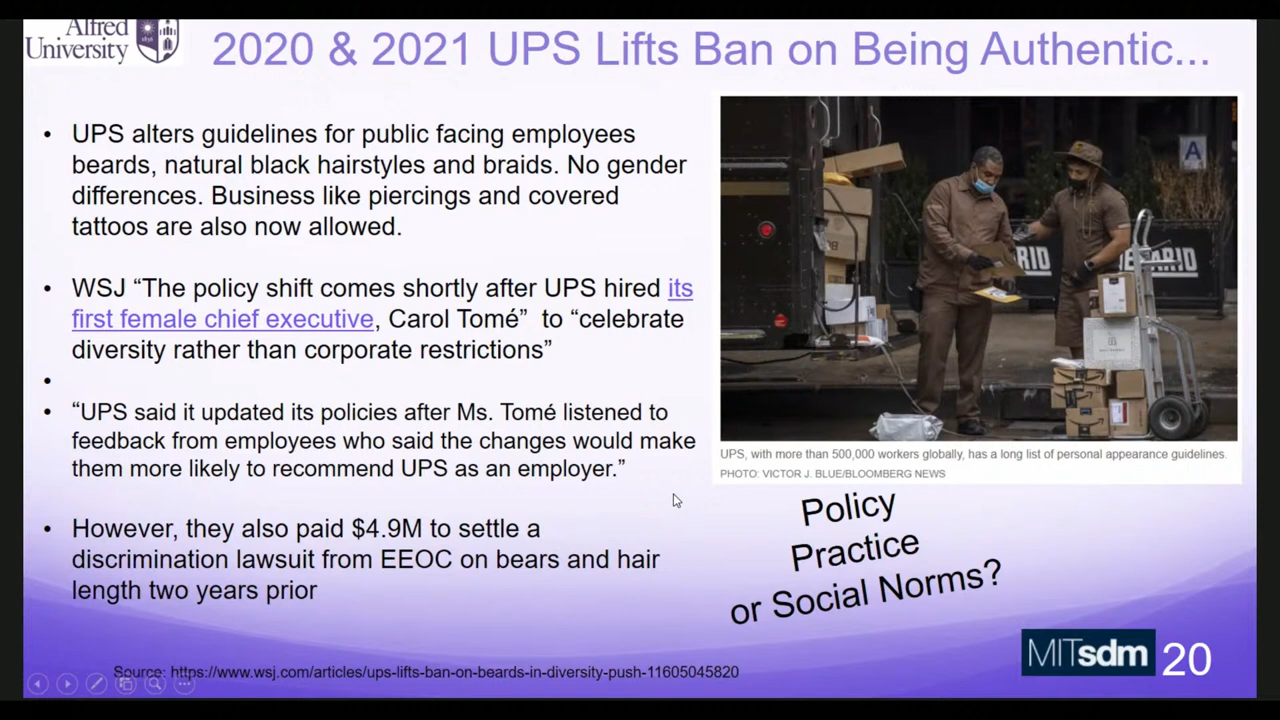 Alfred
University
2020 & 2021 UPS Lifts Ban on Being Authentic...
• UPS alters guidelines for public facing employees
beards, natural black hairstyles and braids. No gender
differences. Business like piercings and covered
tattoos are also now allowed.
• WSJ “The policy shift comes shortly after UPS hired its
first female chief executive, Carol Tomé”  to “celebrate
diversity rather than corporate restrictions”
•
• “UPS said it updated its policies after Ms. Tomé listened to
feedback from employees who said the changes would make
them more likely to recommend UPS as an employer.”
• However, they also paid $4.9M to settle a
discrimination lawsuit from EEOC on bears and hair
length two years prior
A
UPS, with more than 500,000 workers globally, has a long list of personal appearance guidelines.
PHOTO: VICTOR J. BLUE/BLOOMBERG NEWS
Policy
Practice
or Social Norms?
Source: https://www.wsj.com/articles/ups-lifts-ban-on-beards-in-diversity-push-11605045820
MITsdm
20